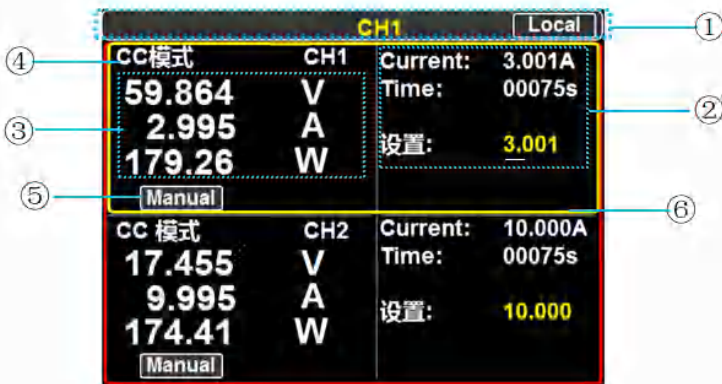 CH1 Local ①
④ CC模式 CH1 Current: 3.001A
59.864 V Time: 00075s ②
③ 2.995 A
179.26 W 设置: 3.001
⑤ Manual ⑥
CC 模式 CH2 Current: 10.000A
17.455 V Time: 00075s
9.995 A
174.41 W 设置: 10.000
Manual